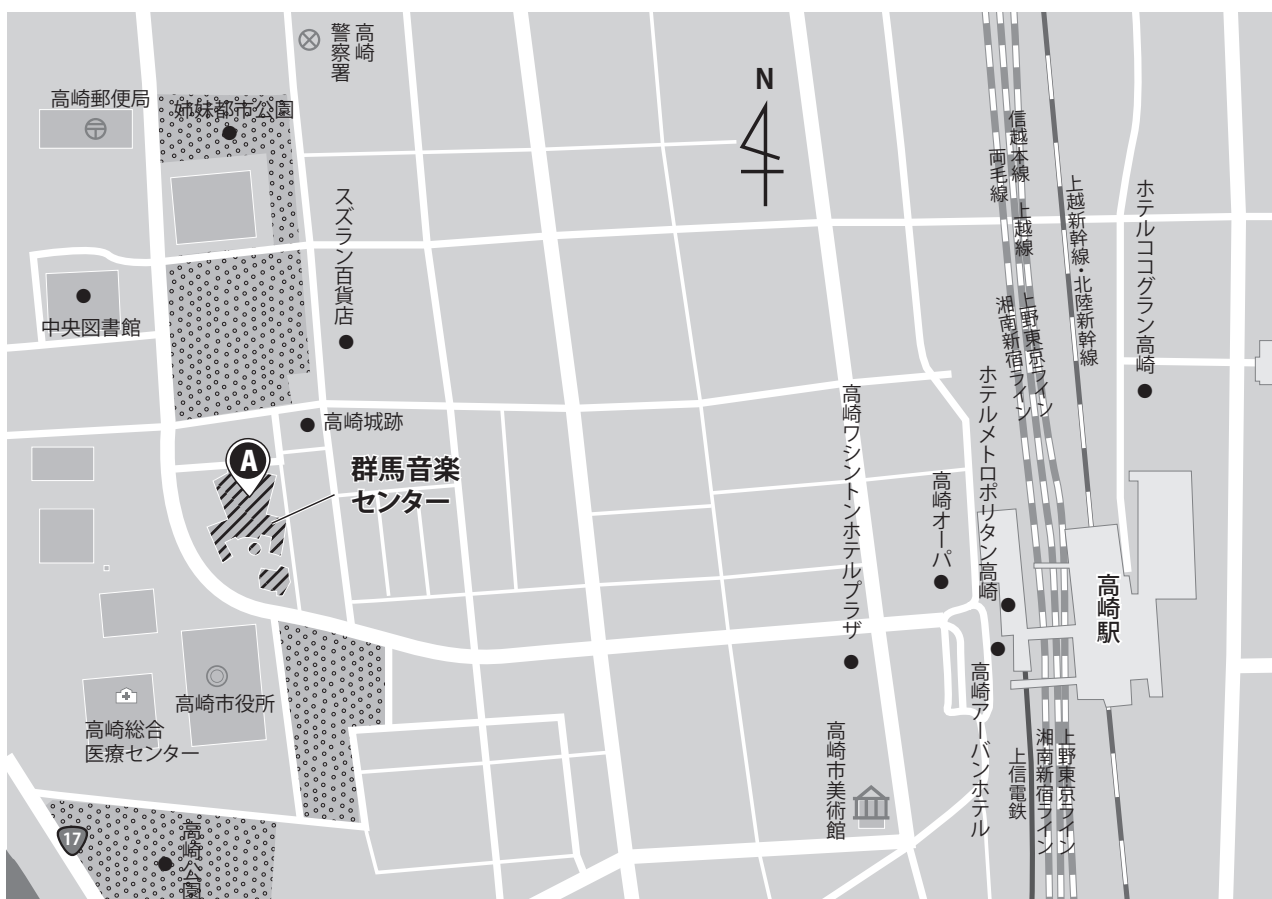 高崎
警察署
高崎郵便局
姉妹都市公園
N
信越本線
両毛線
上越線
上越新幹線・北陸新幹線
ホテルココグラン高崎
スズラン百貨店
中央図書館
上野東京ライン
湘南新宿ライン
ホテルメトロポリタン高崎
高崎ワシントンホテルプラザ
高崎城跡
A
群馬音楽
センター
高崎オーパ
高崎駅
高崎市役所
高崎総合
医療センター
高崎アーバンホテル
高崎市美術館
上信電鉄
湘南新宿ライン
上野東京ライン
17
高崎公園